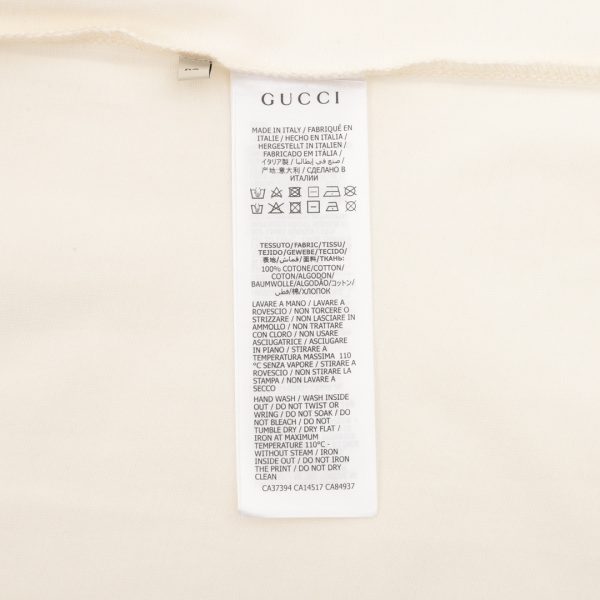 GUCCI
MADE IN ITALY / FABRIQUÉ EN
ITALIE / HECHO EN ITALIA /
HERGESTELLT IN ITALIEN /
FABRICADO EM ITÁLIA /
イタリア製 / صنع في إيطاليا /
产地:意大利 / СДЕЛАНО В
ИТАЛИИ
TESSUTO/FABRIC/TISSU/
TEJIDO/GEWEBE/TECIDO/
表地/قماش/面料/ТКАНЬ:
100% COTONE/COTTON/
COTON/ALGODON/
BAUMWOLLE/ALGODÃO/コットン/
قطن/棉/ХЛОПОК
LAVARE A MANO / LAVARE A
ROVESCIO / NON TORCERE O
STRIZZARE / NON LASCIARE IN
AMMOLLO / NON TRATTARE
CON CLORO / NON USARE
ASCIUGATRICE / ASCIUGARE
IN PIANO / STIRARE A
TEMPERATURA MASSIMA 110
°C SENZA VAPORE / STIRARE A
ROVESCIO / NON STIRARE LA
STAMPA / NON LAVARE A
SECCO
HAND WASH / WASH INSIDE
OUT / DO NOT TWIST OR
WRING / DO NOT SOAK / DO
NOT BLEACH / DO NOT
TUMBLE DRY / DRY FLAT /
IRON AT MAXIMUM
TEMPERATURE 110°C -
WITHOUT STEAM / IRON
INSIDE OUT / DO NOT IRON
THE PRINT / DO NOT DRY
CLEAN
CA37394 CA14517 CA84937